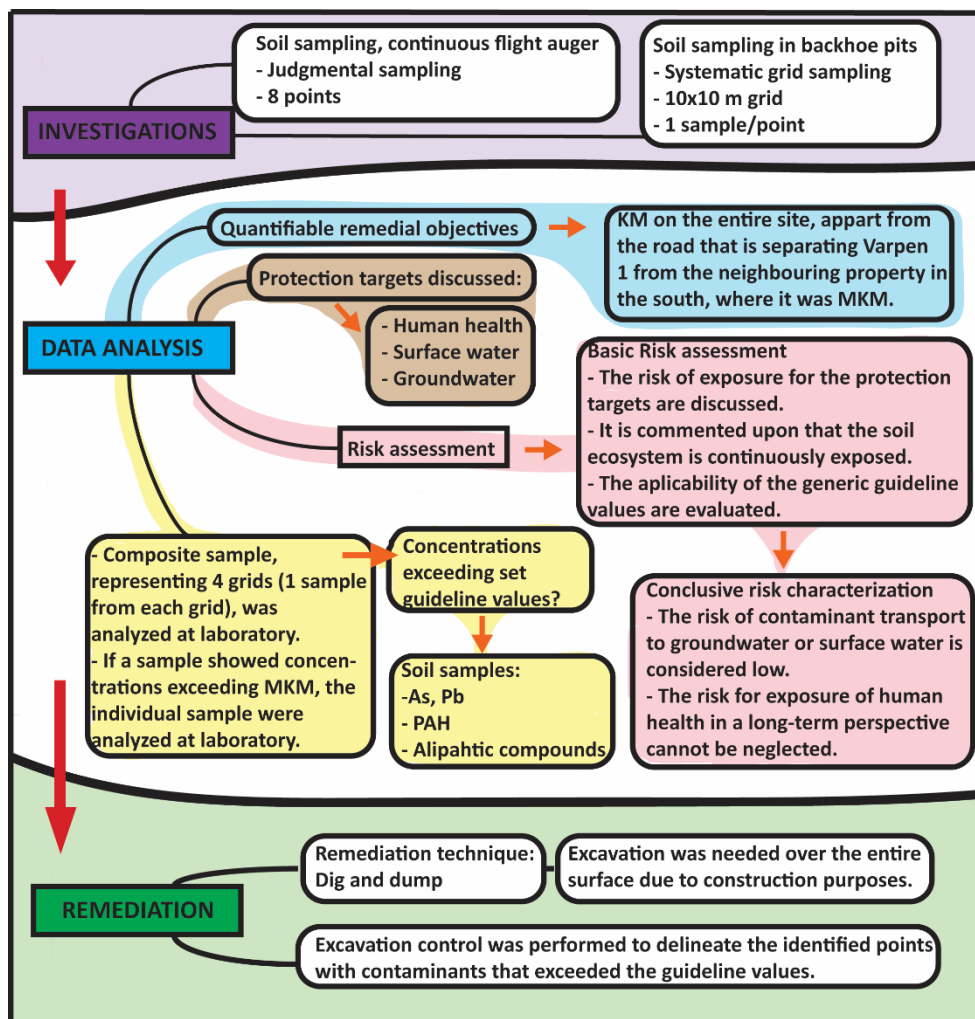 Soil sampling, continuous flight auger
- Judgmental sampling
- 8 points
Soil sampling in backhoe pits
- Systematic grid sampling
- 10x10 m grid
- 1 sample/point
INVESTIGATIONS
Quantifiable remedial objectives
KM on the entire site, appart from
the road that is separating Varpen
1 from the neighbouring property in
the south, where it was MKM.
Protection targets discussed:
- Human health
- Surface water
- Groundwater
DATA ANALYSIS
Risk assessment
Basic Risk assessment
- The risk of exposure for the protection
targets are discussed.
- It is commented upon that the soil
ecosystem is continuously exposed.
- The aplicability of the generic guideline
values are evaluated.
- Composite sample,
representing 4 grids (1 sample
from each grid), was
analyzed at laboratory.
- If a sample showed concen-
trations exceeding MKM, the
individual sample were
analyzed at laboratory.
Concentrations
exceeding set
guideline values?
Soil samples:
-As, Pb
- PAH
- Alipahtic compounds
Conclusive risk characterization
- The risk of contaminant transport
to groundwater or surface water is
considered low.
- The risk for exposure of human
health in a long-term perspective
cannot be neglected.
REMEDIATION
Remediation technique:
Dig and dump
Excavation was needed over the entire
surface due to construction purposes.
Excavation control was performed to delineate the identified points
with contaminants that exceeded the guideline values.